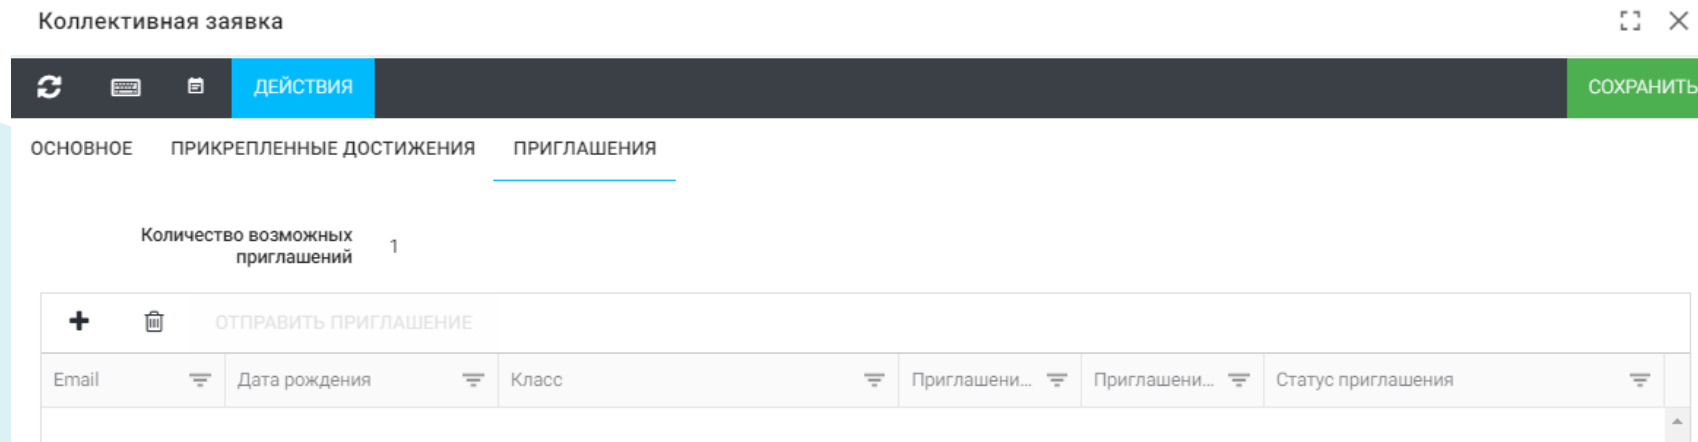 Коллективная заявка
ДЕЙСТВИЯ
СОХРАНИТЬ
ОСНОВНОЕ ПРИКРЕПЛЕННЫЕ ДОСТИЖЕНИЯ ПРИГЛАШЕНИЯ
Количество возможных
приглашений
1
ОТПРАВИТЬ ПРИГЛАШЕНИЕ
Email Дата рождения Класс Приглашени... Приглашени... Статус приглашения